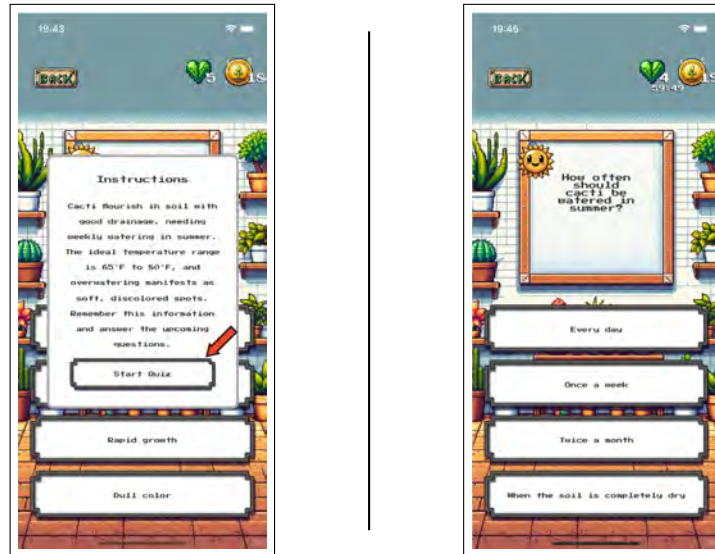 19:43
BACK
5
Instructions
Cacti flourish in soil with
good drainage, needing
weekly watering in summer.
The ideal temperature range
is 65°F to 50°F, and
overwatering manifests as
soft, discolored spots.
Remember this information
and answer the upcoming
questions.
Start Quiz
Rapid growth
Dull color
19:46
BACK
4
59:49
How often
should
cacti be
watered in
summer?
Every day
Once a week
Twice a month
When the soil is completely dry